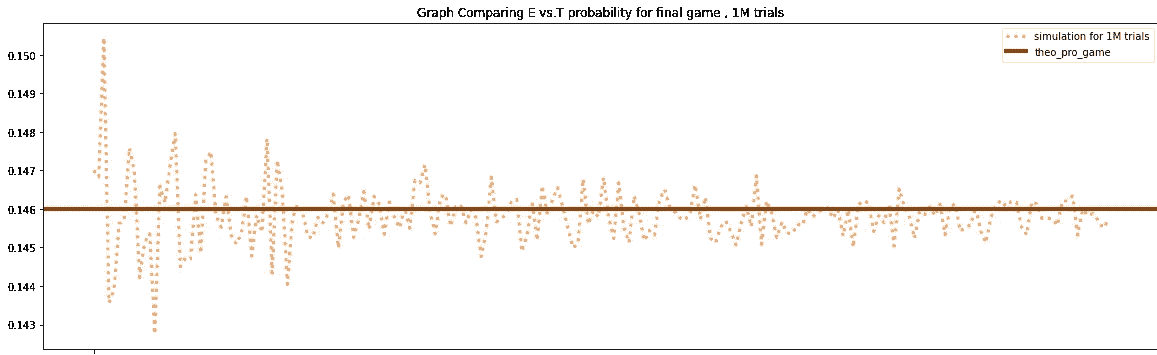 Graph Comparing E vs.T probability for final game , 1M trials
simulation for 1M trials
theo_pro_game
0.150
0.149
0.148
0.147
0.146
0.145
0.144
0.143